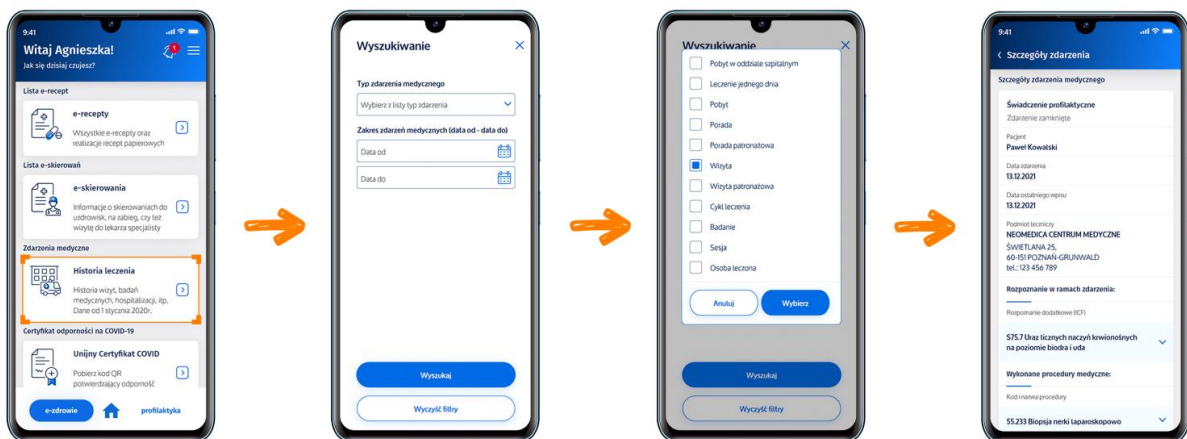 9:41
Witaj Agnieszka!
1
Jak się dzisiaj czujesz?
Lista e-recept
e-recepty
Wszystkie e-recepty oraz
realizacje recept papierowych
Lista e-skierowań
e-skierowania
Informacje o skierowaniach do
uzdrowisk, na zabieg, czy też
wizytę do lekarza specjalisty
Zdarzenia medyczne
Historia leczenia
Historia wizyt, badań
medycznych, hospitalizacji, itp.
Dane od 1 stycznia 2020r.
Certyfikat odporności na COVID-19
Unijny Certyfikat COVID
Pobierz kod QR
potwierdzający odporność
e-zdrowie
profilaktyka
Wyszukiwanie
Typ zdarzenia medycznego
Wybierz z listy typ zdarzenia
Zakres zdarzeń medycznych (data od - data do)
Data od
Data do
Wyszukaj
Wyczyść filtry
Wyszukiwanie
Pobyt w oddziale szpitalnym
Leczenie jednego dnia
Pobyt
Porada
Porada patronażowa
Wizyta
Wizyta patronażowa
Cykl leczenia
Badanie
Sesja
Osoba leczona
Anuluj
Wybierz
Wyszukaj
Wyczyść filtry
9:41
Szczegóły zdarzenia
Szczegóły zdarzenia medycznego
Świadczenie profilaktyczne
Zdarzenie zamknięte
Pacjent
Paweł Kowalski
Data zdarzenia
13.12.2021
Data ostatniego wpisu
13.12.2021
Podmiot leczniczy
NEOMEDICA CENTRUM MEDYCZNE
ŚWIETLANA 25,
60-151 POZNAŃ-GRUNWALD
tel.: 123 456 789
Rozpoznanie w ramach zdarzenia:
Rozpoznanie dodatkowe (ICF)
S75.7 Uraz licznych naczyń krwionośnych
na poziomie biodra i uda
Wykonane procedury medyczne:
Kod i nazwa procedury
55.233 Biopsja nerki laparoskopowo